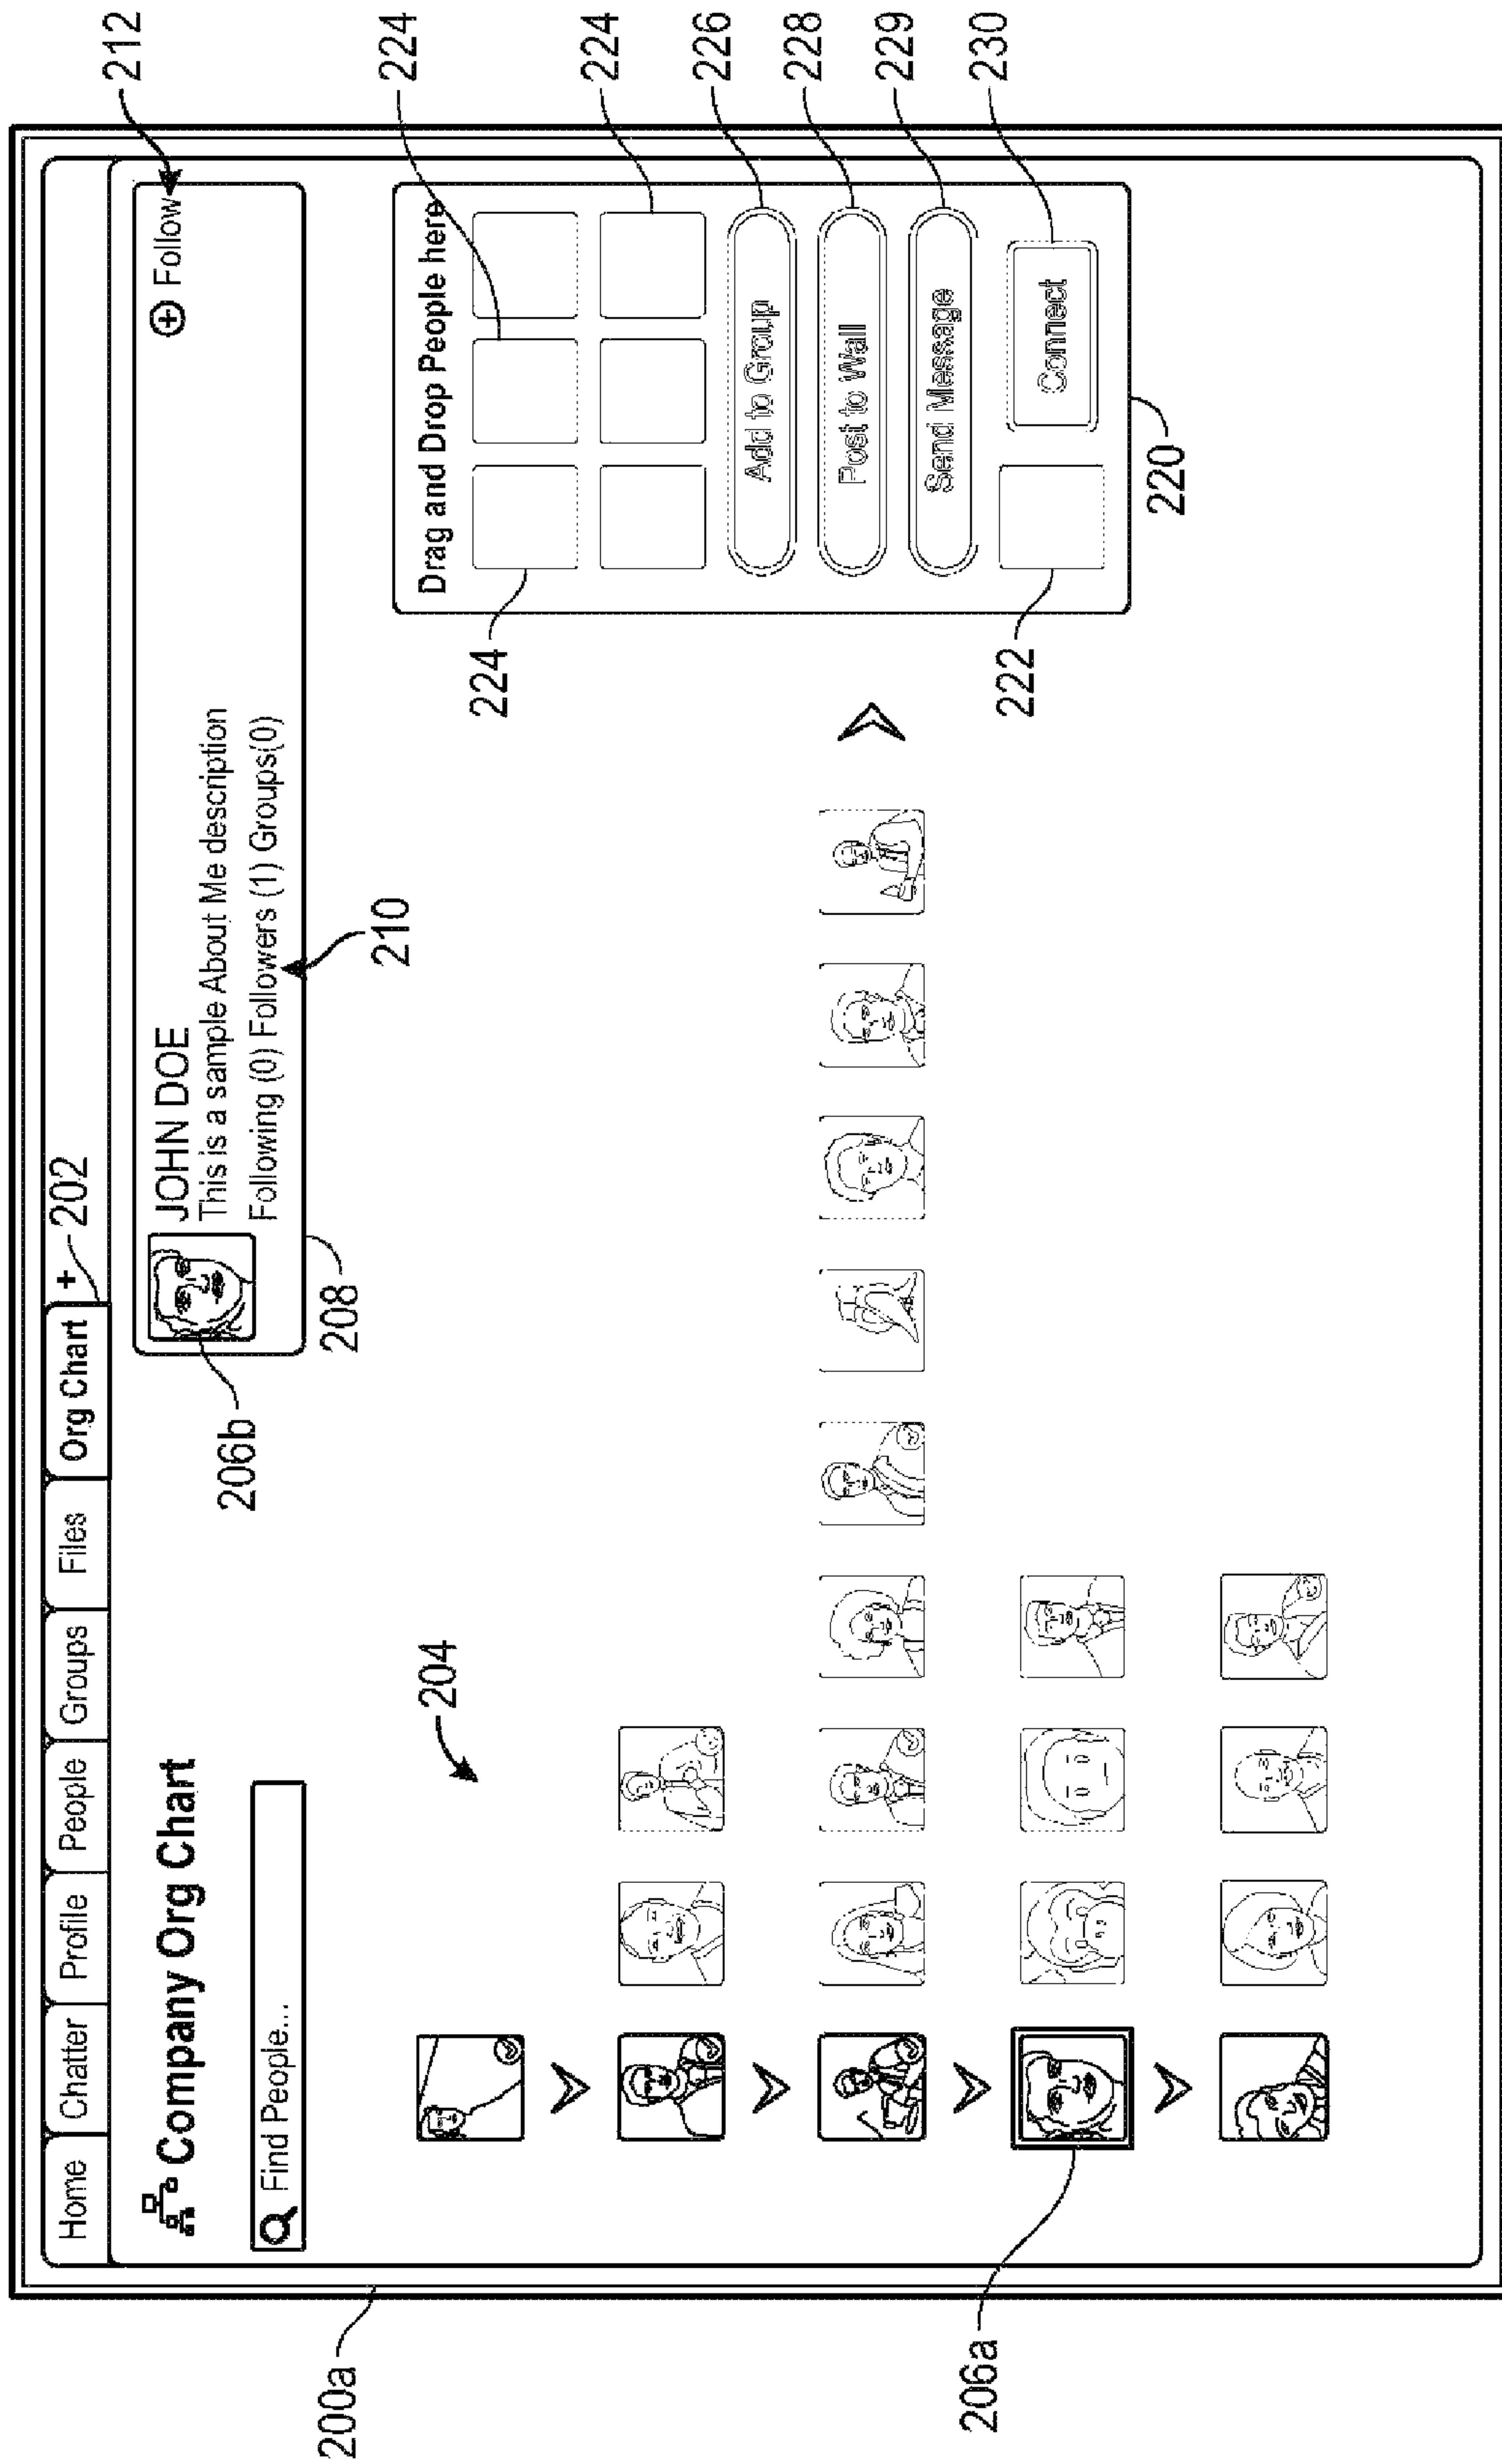 200a
Home Chatter Profile People Groups Files Org Chart + 202
Company Org Chart
Find People...
204
206b
JOHN DOE
This is a sample About Me description
Following (0) Followers (1) Groups(0)
208
210
Follow
212
Drag and Drop People here
224
224
224
Add to Group
226
Post to Wall
228
Send Message
229
222
Connect
230
220
206a